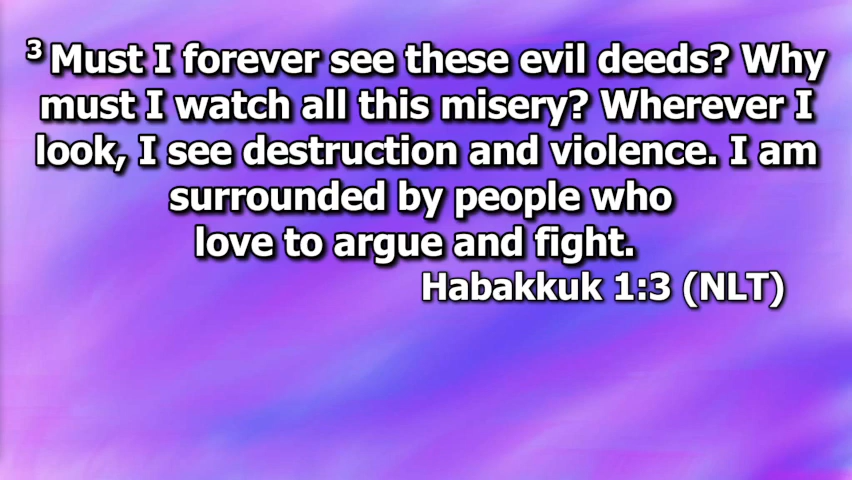 ³ Must I forever see these evil deeds? Why
must I watch all this misery? Wherever I
look, I see destruction and violence. I am
surrounded by people who
love to argue and fight.
Habakkuk 1:3 (NLT)